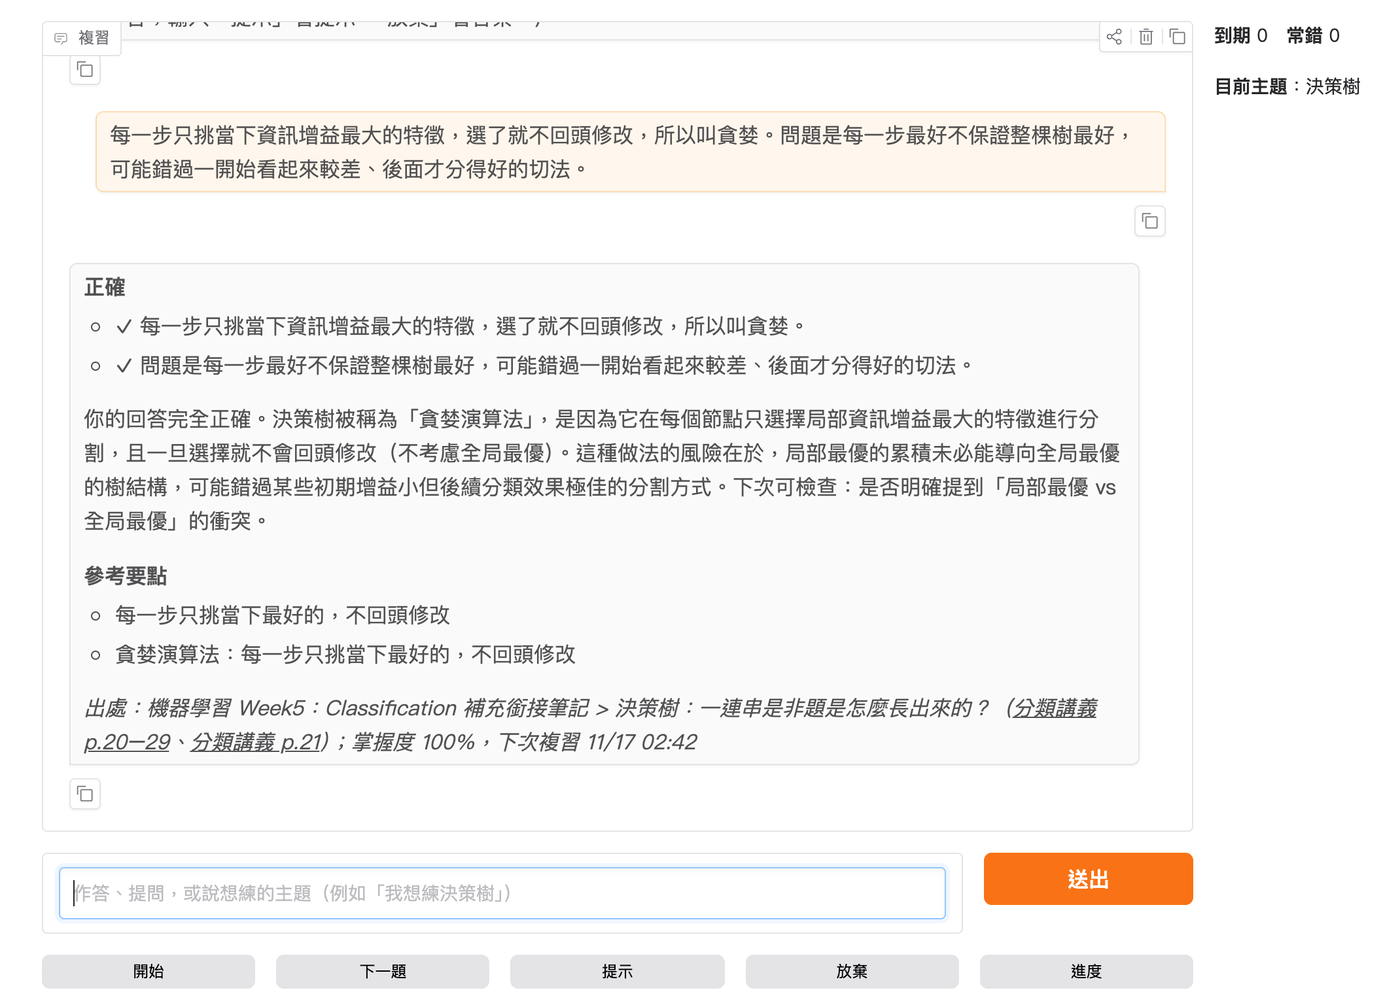 複習
到期 0 常錯 0
目前主題：決策樹
每一步只挑當下資訊增益最大的特徵，選了就不回頭修改，所以叫貪婪。問題是每一步最好不保證整棵樹最好，
可能錯過一開始看起來較差、後面才分得好的切法。
正確
✓ 每一步只挑當下資訊增益最大的特徵，選了就不回頭修改，所以叫貪婪。
✓ 問題是每一步最好不保證整棵樹最好，可能錯過一開始看起來較差、後面才分得好的切法。
你的回答完全正確。決策樹被稱為「貪婪演算法」，是因為它在每個節點只選擇局部資訊增益最大的特徵進行分
割，且一旦選擇就不會回頭修改（不考慮全局最優）。這種做法的風險在於，局部最優的累積未必能導向全局最優
的樹結構，可能錯過某些初期增益小但後續分類效果極佳的分割方式。下次可檢查：是否明確提到「局部最優 vs
全局最優」的衝突。
參考要點
每一步只挑當下最好的，不回頭修改
貪婪演算法：每一步只挑當下最好的，不回頭修改
出處：機器學習 Week5：Classification 補充銜接筆記 > 決策樹：一連串是非題是怎麼長出來的？（分類講義
p.20–29、分類講義 p.21）；掌握度 100%，下次複習 11/17 02:42
作答、提問，或說想練的主題（例如「我想練決策樹」）
送出
開始 下一題 提示 放棄 進度